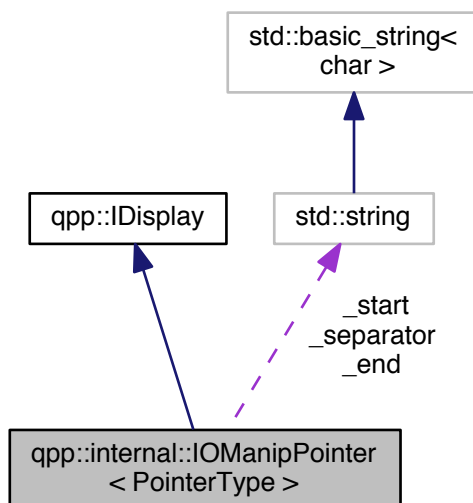 std::basic_string<
char >
qpp::IDisplay
std::string
_start
_separator
_end
qpp::internal::IOManipPointer
< PointerType >